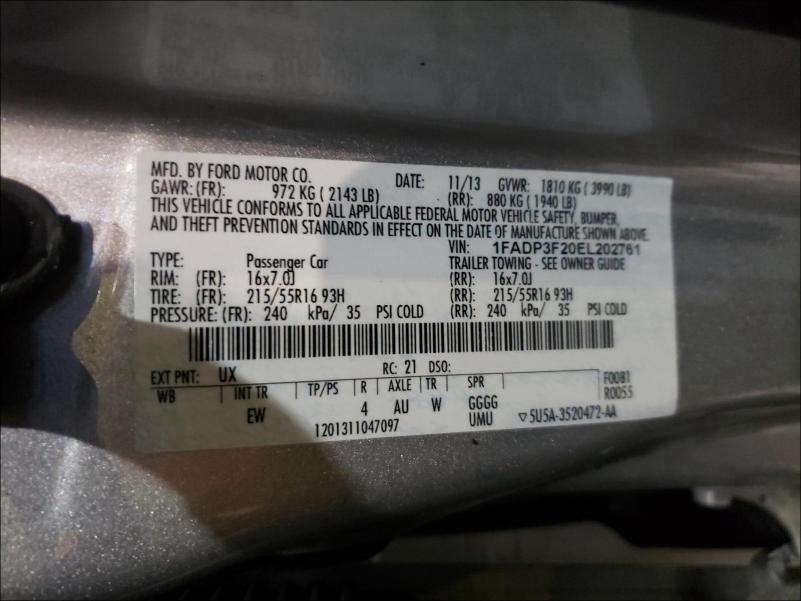 MFD. BY FORD MOTOR CO. DATE: 11/13 GVWR: 1810 KG ( 3990 LB)
GAWR: (FR): 972 KG ( 2143 LB) (RR): 880 KG ( 1940 LB)
THIS VEHICLE CONFORMS TO ALL APPLICABLE FEDERAL MOTOR VEHICLE SAFETY, BUMPER,
AND THEFT PREVENTION STANDARDS IN EFFECT ON THE DATE OF MANUFACTURE SHOWN ABOVE.
VIN: 1FADP3F20EL202761
TYPE: Passenger Car TRAILER TOWING - SEE OWNER GUIDE
RIM: (FR): 16x7.0J (RR): 16x7.0J
TIRE: (FR): 215/55R16 93H (RR): 215/55R16 93H
PRESSURE: (FR): 240 kPa/ 35 PSI COLD (RR): 240 kPa/ 35 PSI COLD
EXT PNT: UX RC: 21 DSO: F0081
WB INT TR TP/PS R AXLE TR SPR R0055
EW 4 AU W GGGG
1201311047097 UMU ▽5U5A-3520472-AA